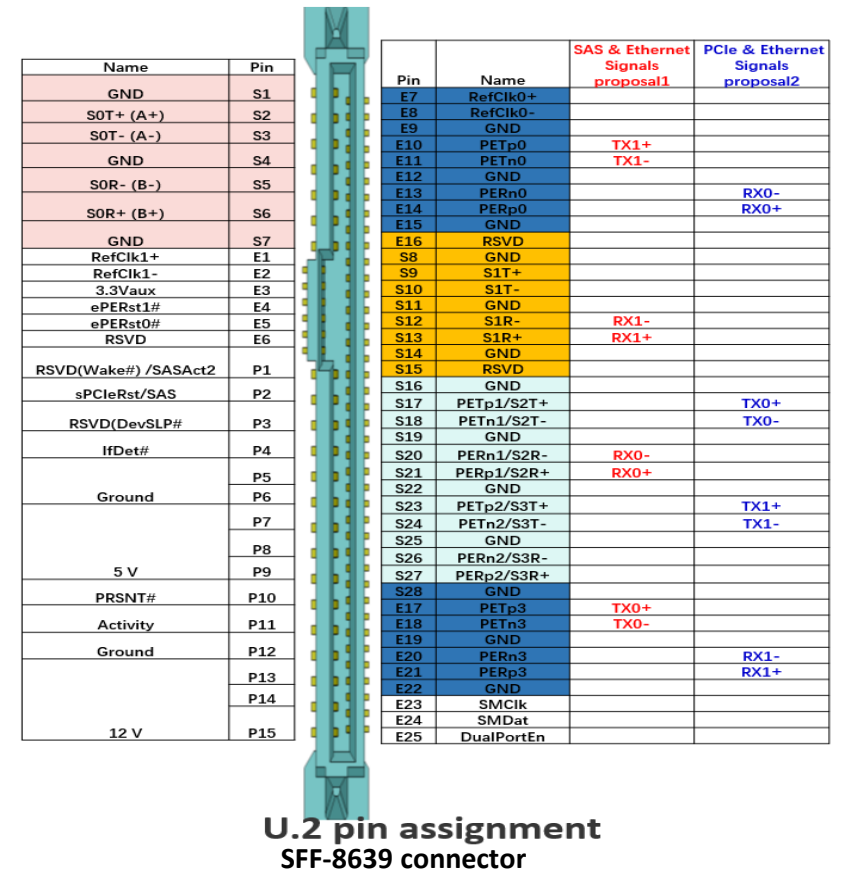 Name Pin
GND S1
S0T+ (A+) S2
S0T- (A-) S3
GND S4
S0R- (B-) S5
S0R+ (B+) S6
GND S7
RefClk1+ E1
RefClk1- E2
3.3Vaux E3
ePERst1# E4
ePERst0# E5
RSVD E6
RSVD(Wake#) /SASAct2 P1
sPCIeRst/SAS P2
RSVD(DevSLP# P3
IfDet# P4
P5
Ground P6
P7
P8
5 V P9
PRSNT# P10
Activity P11
Ground P12
P13
P14
12 V P15
SAS & Ethernet Signals proposal1
PCIe & Ethernet Signals proposal2
Pin Name
E7 RefClk0+
E8 RefClk0-
E9 GND
E10 PETp0 TX1+
E11 PETn0 TX1-
E12 GND
E13 PERn0 RX0-
E14 PERp0 RX0+
E15 GND
E16 RSVD
S8 GND
S9 S1T+
S10 S1T-
S11 GND
S12 S1R- RX1-
S13 S1R+ RX1+
S14 GND
S15 RSVD
S16 GND
S17 PETp1/S2T+ TX0+
S18 PETn1/S2T- TX0-
S19 GND
S20 PERn1/S2R- RX0-
S21 PERp1/S2R+ RX0+
S22 GND
S23 PETp2/S3T+ TX1+
S24 PETn2/S3T- TX1-
S25 GND
S26 PERn2/S3R-
S27 PERp2/S3R+
S28 GND
E17 PETp3 TX0+
E18 PETn3 TX0-
E19 GND
E20 PERn3 RX1-
E21 PERp3 RX1+
E22 GND
E23 SMClk
E24 SMDat
E25 DualPortEn
U.2 pin assignment
SFF-8639 connector